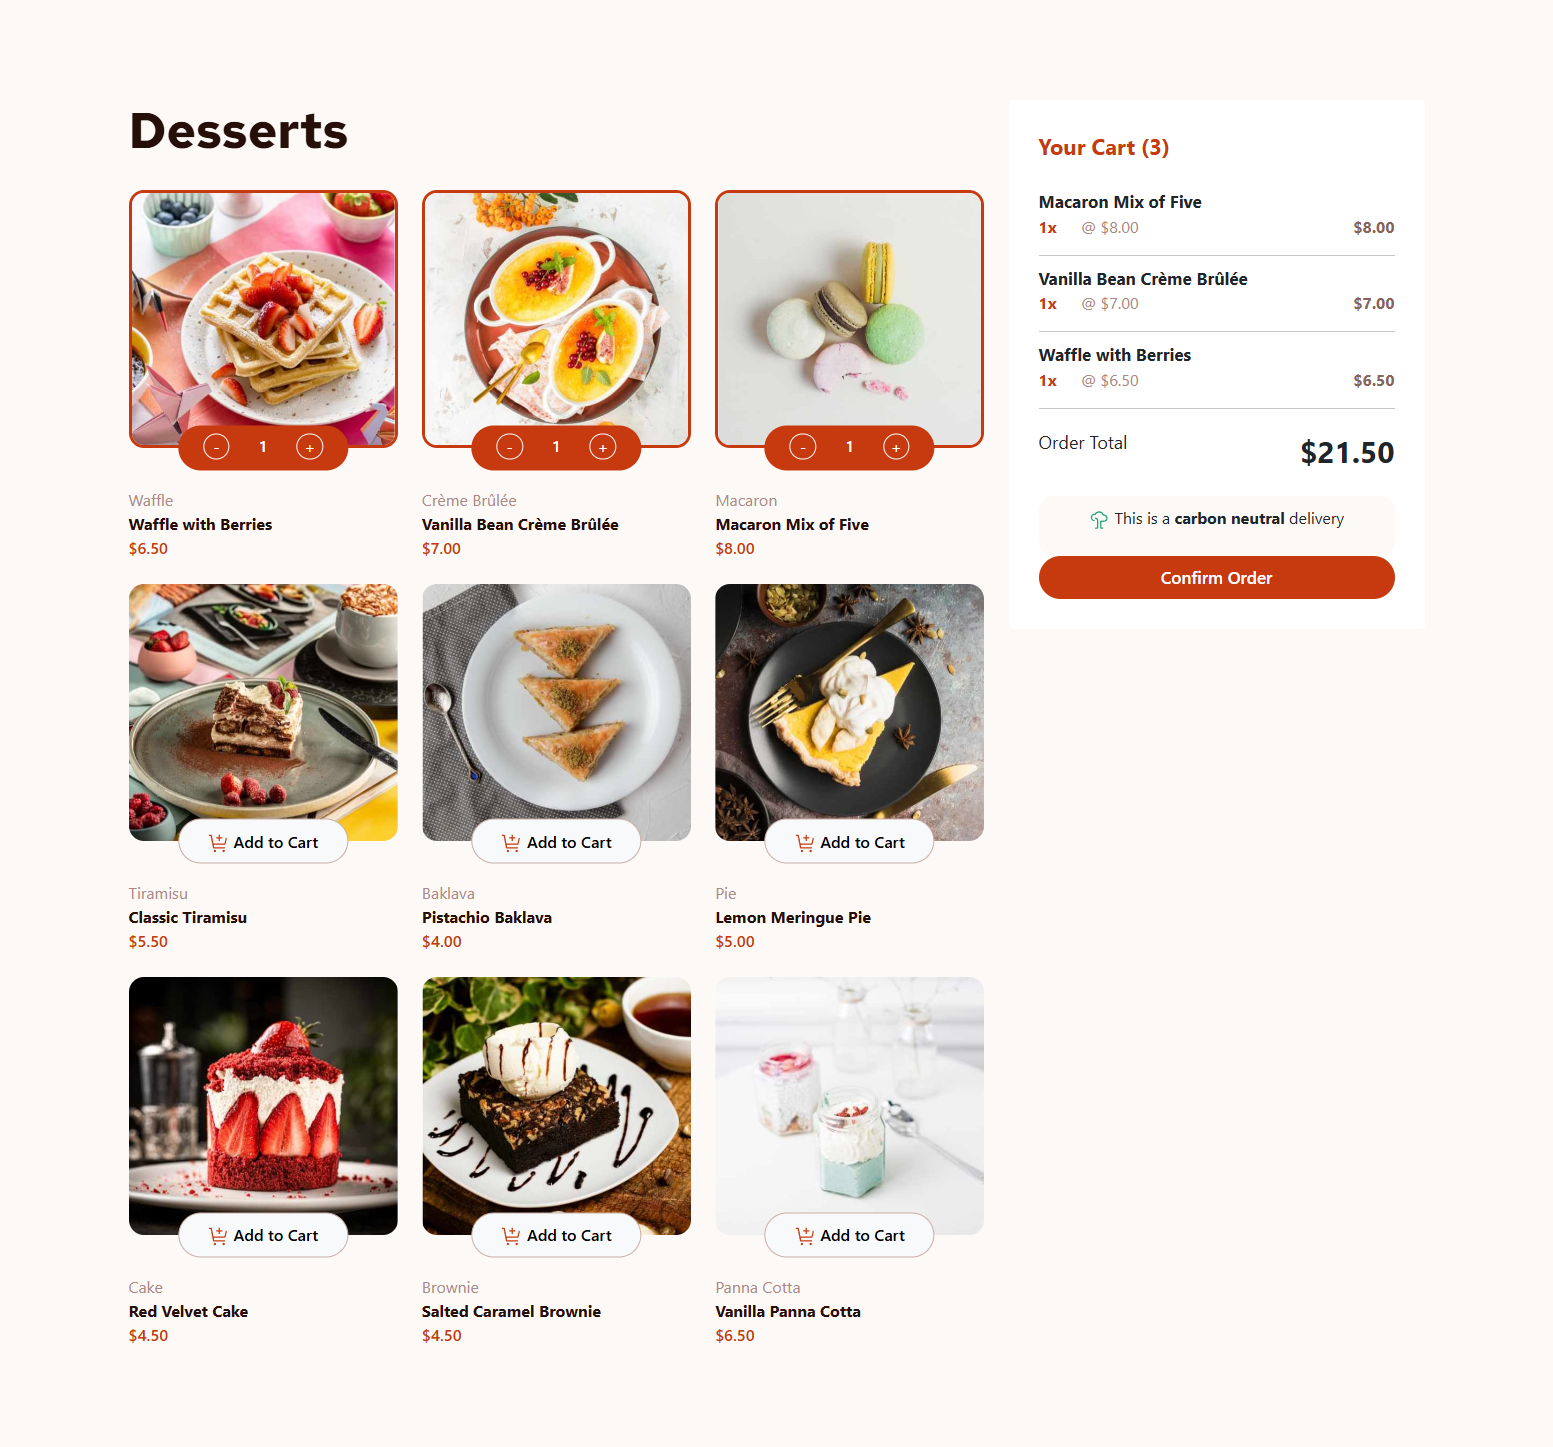 Desserts
- 1 +
- 1 +
- 1 +
Waffle
Waffle with Berries
$6.50
Crème Brûlée
Vanilla Bean Crème Brûlée
$7.00
Macaron
Macaron Mix of Five
$8.00
Add to Cart
Add to Cart
Add to Cart
Tiramisu
Classic Tiramisu
$5.50
Baklava
Pistachio Baklava
$4.00
Pie
Lemon Meringue Pie
$5.00
Add to Cart
Add to Cart
Add to Cart
Cake
Red Velvet Cake
$4.50
Brownie
Salted Caramel Brownie
$4.50
Panna Cotta
Vanilla Panna Cotta
$6.50
Your Cart (3)
Macaron Mix of Five
1x @ $8.00 $8.00
Vanilla Bean Crème Brûlée
1x @ $7.00 $7.00
Waffle with Berries
1x @ $6.50 $6.50
Order Total $21.50
This is a carbon neutral delivery
Confirm Order